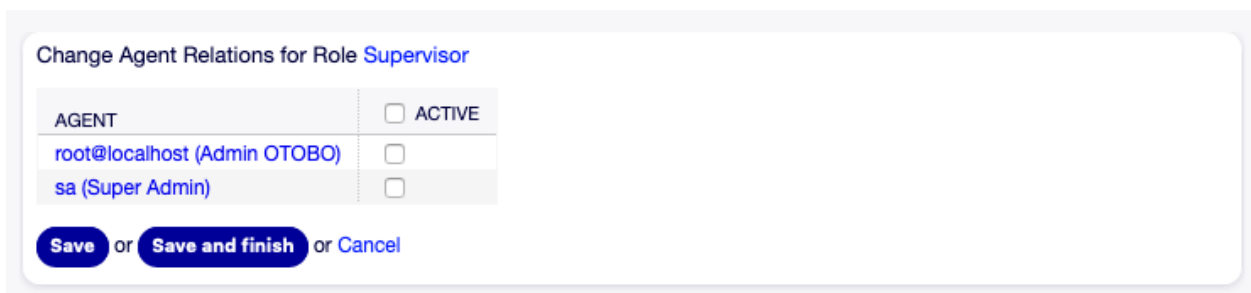 Change Agent Relations for Role Supervisor
AGENT ACTIVE
root@localhost (Admin OTOBO)
sa (Super Admin)
Save or Save and finish or Cancel